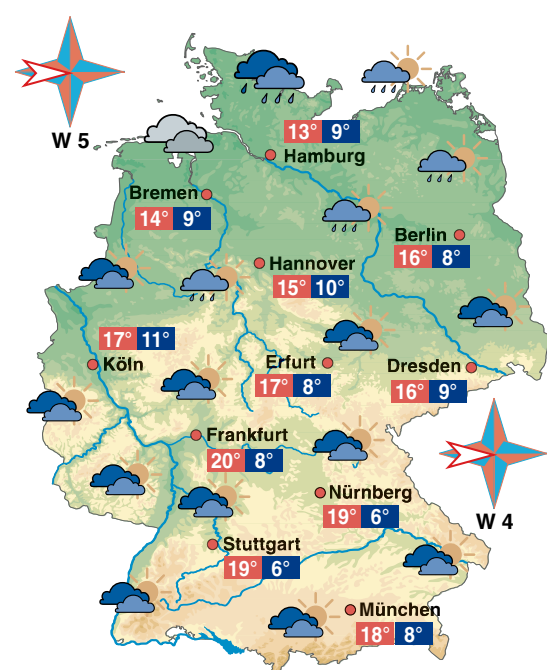 W 5
13° 9°
Hamburg
Bremen
14° 9°
Berlin
16° 8°
Hannover
15° 10°
17° 11°
Köln
Erfurt
17° 8°
Dresden
16° 9°
Frankfurt
20° 8°
Nürnberg
19° 6°
W 4
Stuttgart
19° 6°
München
18° 8°